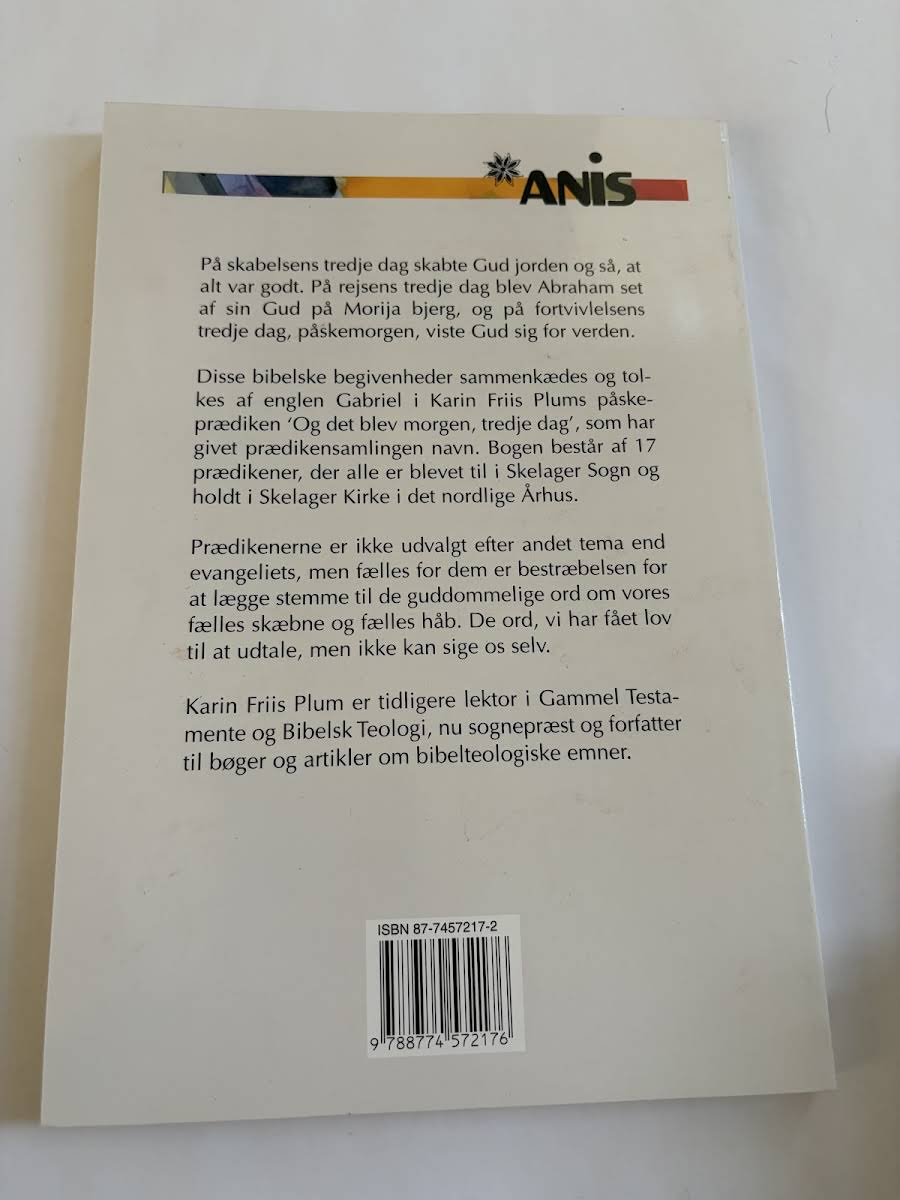 ANIS
På skabelsens tredje dag skabte Gud jorden og så, at
alt var godt. På rejsens tredje dag blev Abraham set
af sin Gud på Morija bjerg, og på fortvivlelsens
tredje dag, påskemorgen, viste Gud sig for verden.
Disse bibelske begivenheder sammenkædes og tol-
kes af englen Gabriel i Karin Friis Plums påske-
prædiken ‘Og det blev morgen, tredje dag’, som har
givet prædikensamlingen navn. Bogen består af 17
prædikener, der alle er blevet til i Skelager Sogn og
holdt i Skelager Kirke i det nordlige Århus.
Prædikenerne er ikke udvalgt efter andet tema end
evangeliets, men fælles for dem er bestræbelsen for
at lægge stemme til de guddommelige ord om vores
fælles skæbne og fælles håb. De ord, vi har fået lov
til at udtale, men ikke kan sige os selv.
Karin Friis Plum er tidligere lektor i Gammel Testa-
mente og Bibelsk Teologi, nu sognepræst og forfatter
til bøger og artikler om bibelteologiske emner.
ISBN 87-7457217-2
9 788774 572176